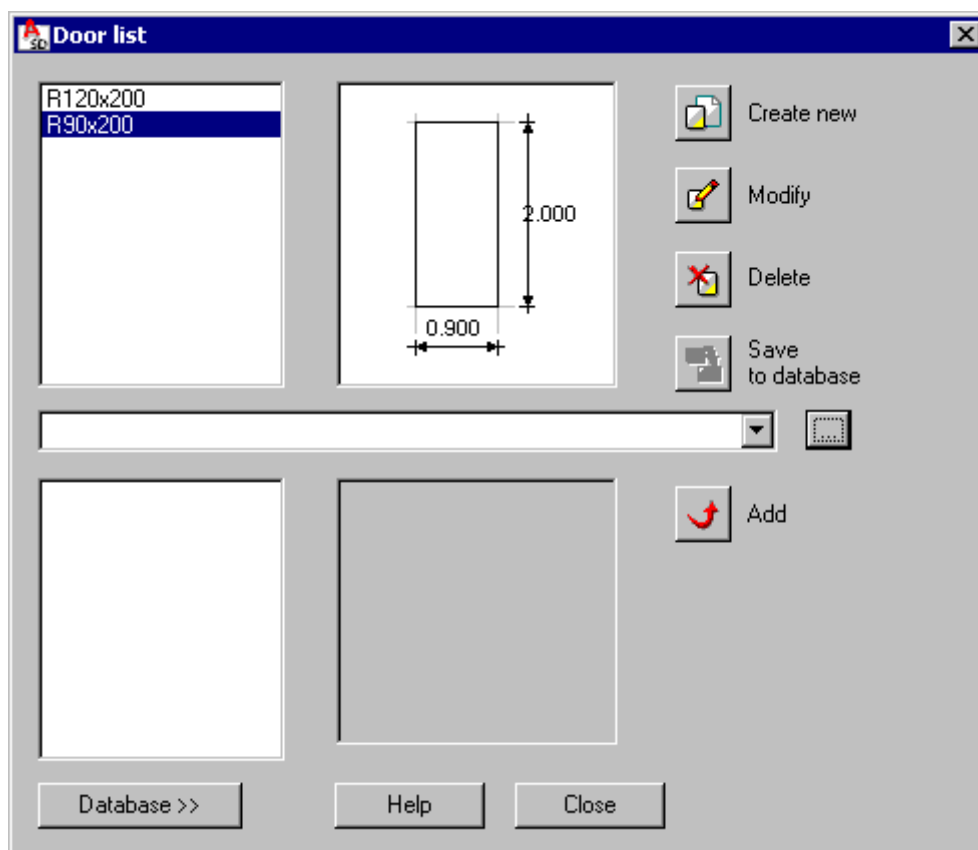 A SD Door list
R120x200
R90x200
2.000
0.900
Create new
Modify
Delete
Save
to database
...
Add
Database >>
Help
Close